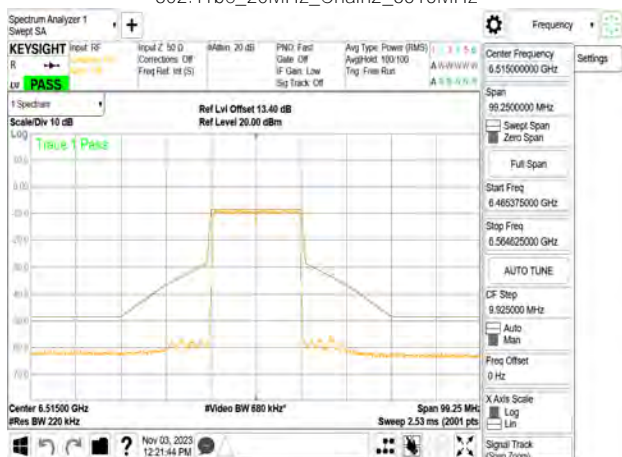 Spectrum Analyzer 1
Swept SA
+
Frequency
KEYSIGHT Input: RF
R
PASS
Input Z: 50 Ω
Corrections: Off
Freq Ref: Int (S)
#Atten: 20 dB
PNO: Fast
Gate: Off
IF Gain: Low
Sig Track: Off
Avg Type: Power (RMS)
Avg|Hold: 100/100
Trig: Free Run
Center Frequency
6.515000000 GHz
Settings
Span
99.2500000 MHz
Swept Span
Zero Span
Full Span
Start Freq
6.465375000 GHz
Stop Freq
6.564625000 GHz
AUTO TUNE
CF Step
9.925000 MHz
Auto
Man
Freq Offset
0 Hz
X Axis Scale
Log
Lin
Signal Track
(Span Zoom)
1 Spectrum
Scale/Div 10 dB
Ref Lvl Offset 13.40 dB
Ref Level 20.00 dBm
Log
Trace 1 Pass
Center 6.51500 GHz
#Res BW 220 kHz
#Video BW 680 kHz*
Span 99.25 MHz
Sweep 2.53 ms (2001 pts
?
Nov 03, 2023
12:21:44 PM